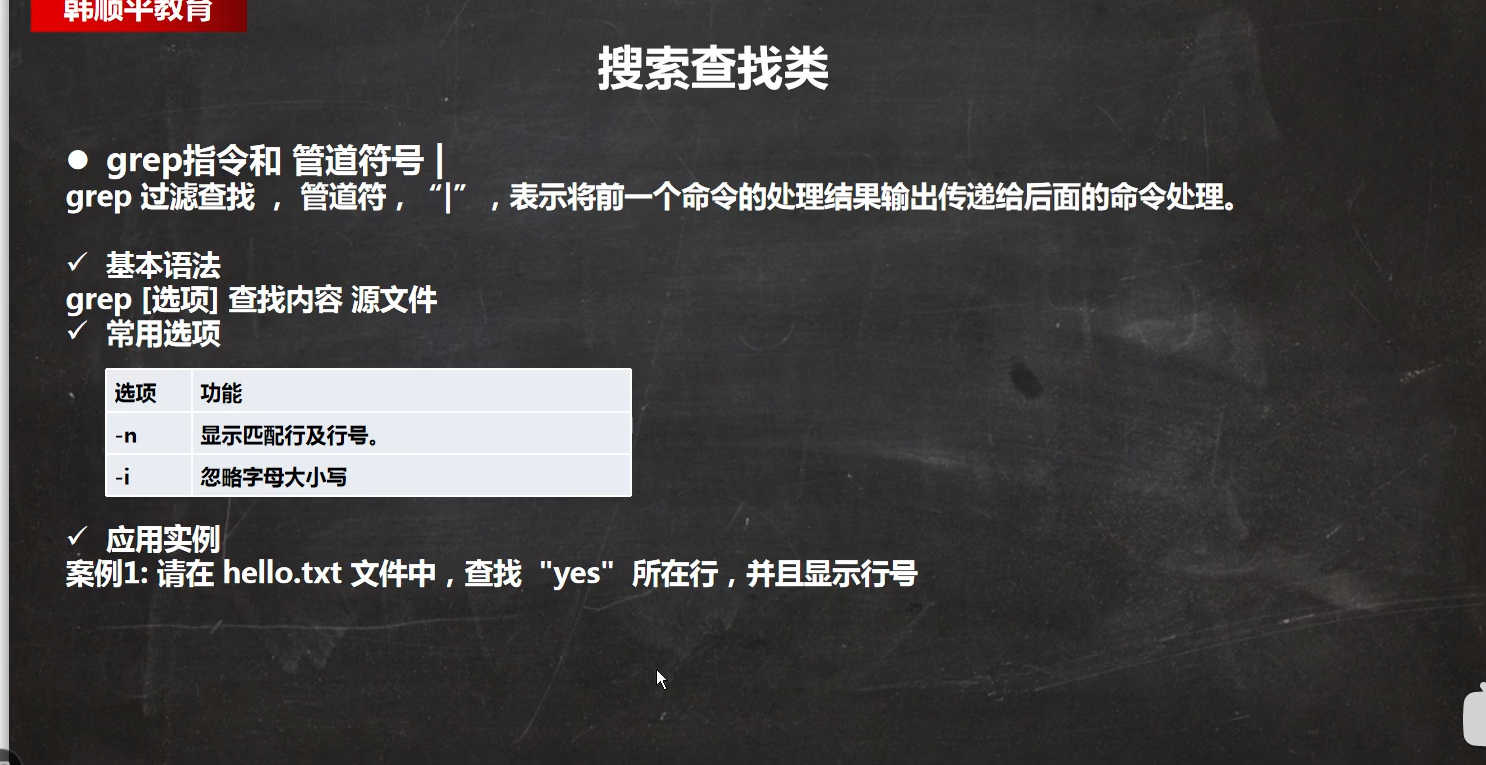 韩顺平教育
搜索查找类
● grep指令和 管道符号 |
grep 过滤查找 ， 管道符，“|”，表示将前一个命令的处理结果输出传递给后面的命令处理。
✓ 基本语法
grep [选项] 查找内容 源文件
✓ 常用选项
选项 功能
-n 显示匹配行及行号。
-i 忽略字母大小写
✓ 应用实例
案例1: 请在 hello.txt 文件中，查找 "yes" 所在行，并且显示行号